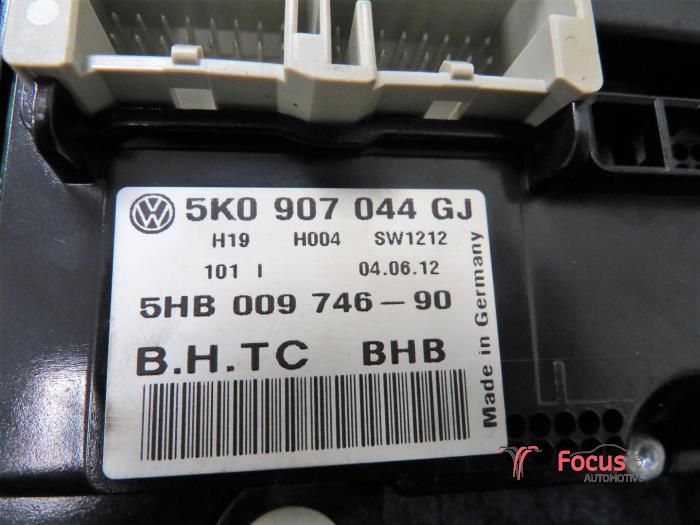 5K0 907 044 GJ
H19 H004 SW1212
101 I 04.06.12
5HB 009 746-90
B.H.TC BHB
Made in Germany
Focus
AUTOMOTIVE